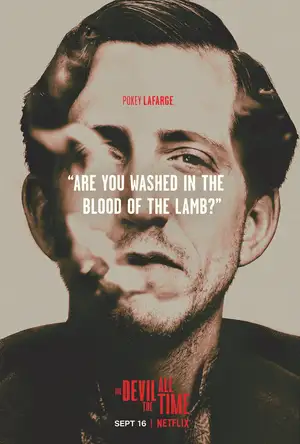 POKEY LAFARGE
"ARE YOU WASHED IN THE
BLOOD OF THE LAMB?"
THE DEVIL ALL
THE TIME
SEPT 16 | NETFLIX